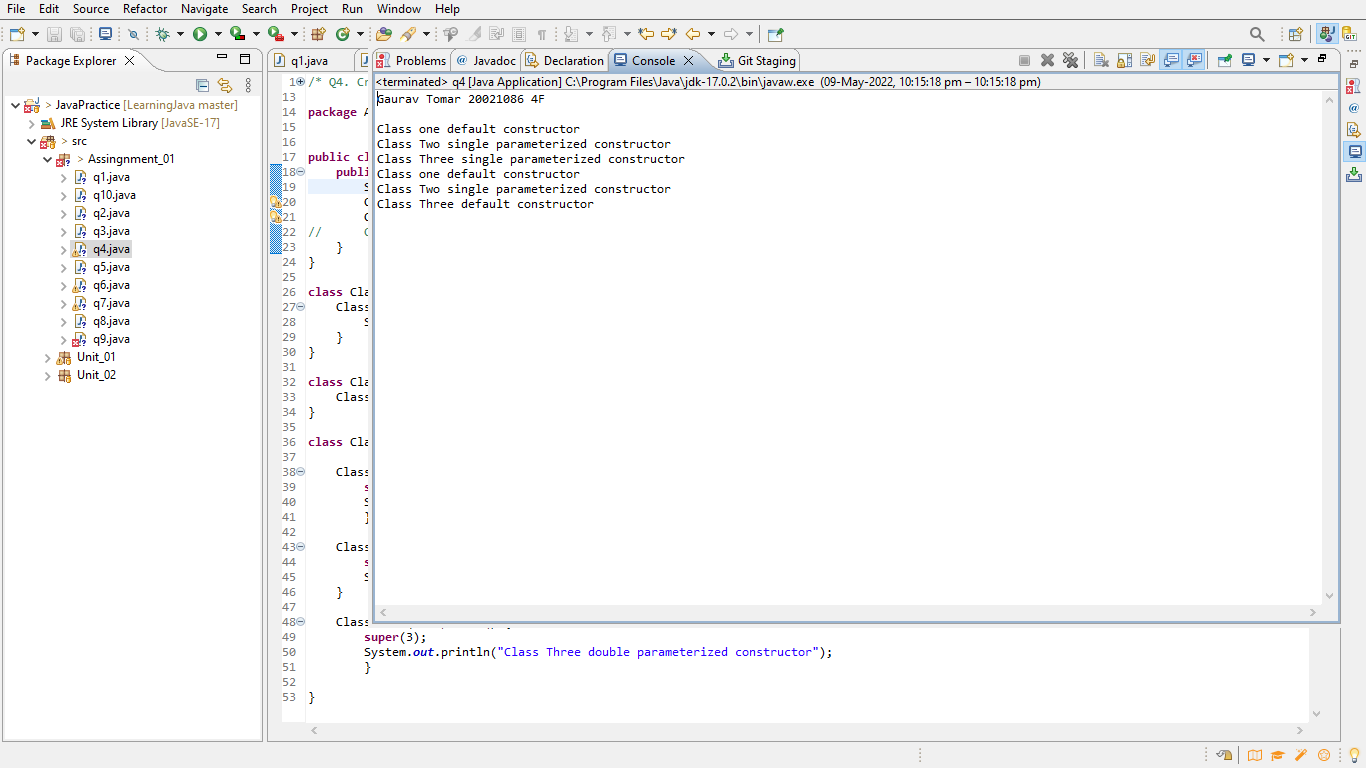 File Edit Source Refactor Navigate Search Project Run Window Help
Package Explorer
JavaPractice [LearningJava master]
JRE System Library [JavaSE-17]
src
Assingnment_01
q1.java
q10.java
q2.java
q3.java
q4.java
q5.java
q6.java
q7.java
q8.java
q9.java
Unit_01
Unit_02
q1.java
Problems Javadoc Declaration Console Git Staging
<terminated> q4 [Java Application] C:\Program Files\Java\jdk-17.0.2\bin\javaw.exe (09-May-2022, 10:15:18 pm – 10:15:18 pm)
Gaurav Tomar 20021086 4F
Class one default constructor
Class Two single parameterized constructor
Class Three single parameterized constructor
Class one default constructor
Class Two single parameterized constructor
Class Three default constructor
1 /* Q4. Cr
13
14 package A
15
16
17 public cl
18 publi
19 S
20 C
21 C
22 // C
23 }
24 }
25
26 class Cla
27 Class
28 S
29 }
30 }
31
32 class Cla
33 Class
34 }
35
36 class Cla
37
38 Class
39 s
40 S
41 }
42
43 Class
44 s
45 S
46 }
47
48 Class
49 super(3);
50 System.out.println("Class Three double parameterized constructor");
51 }
52
53 }